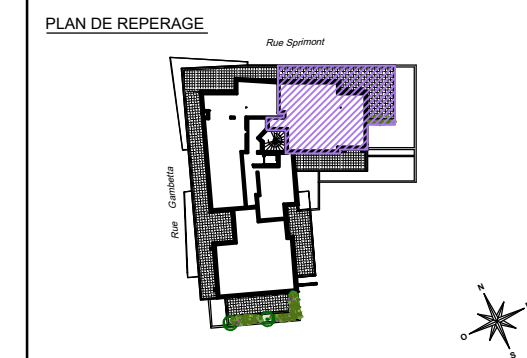 PLAN DE REPERAGE
Rue Sprimont
Rue Gambetta
N
O
S